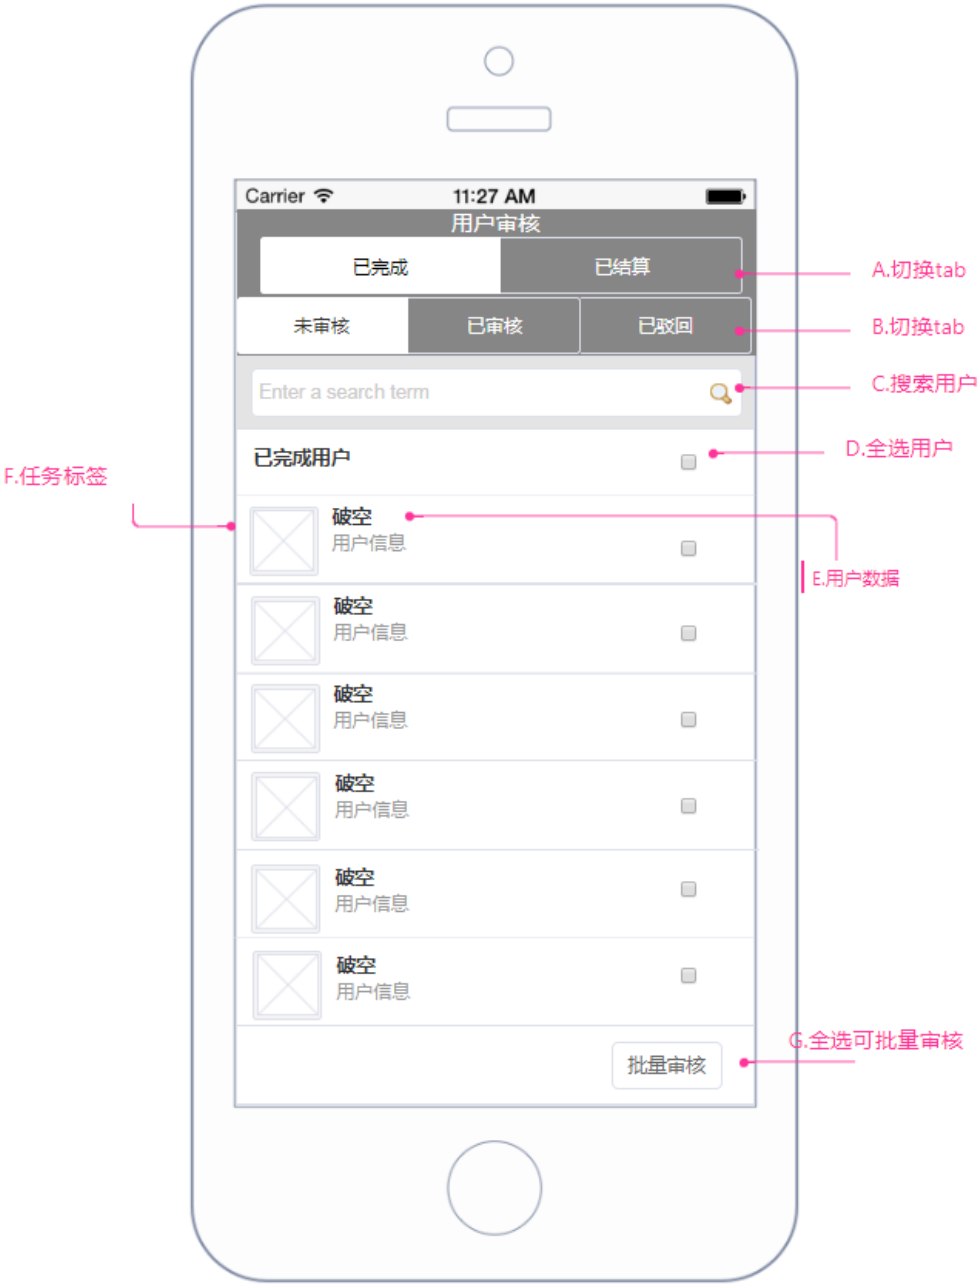 Carrier 11:27 AM
用户审核
已完成 已结算
A.切换tab
未审核 已审核 已驳回
B.切换tab
Enter a search term
C.搜索用户
已完成用户
D.全选用户
F.任务标签
破空
用户信息
E.用户数据
破空
用户信息
破空
用户信息
破空
用户信息
破空
用户信息
破空
用户信息
G.全选可批量审核
批量审核